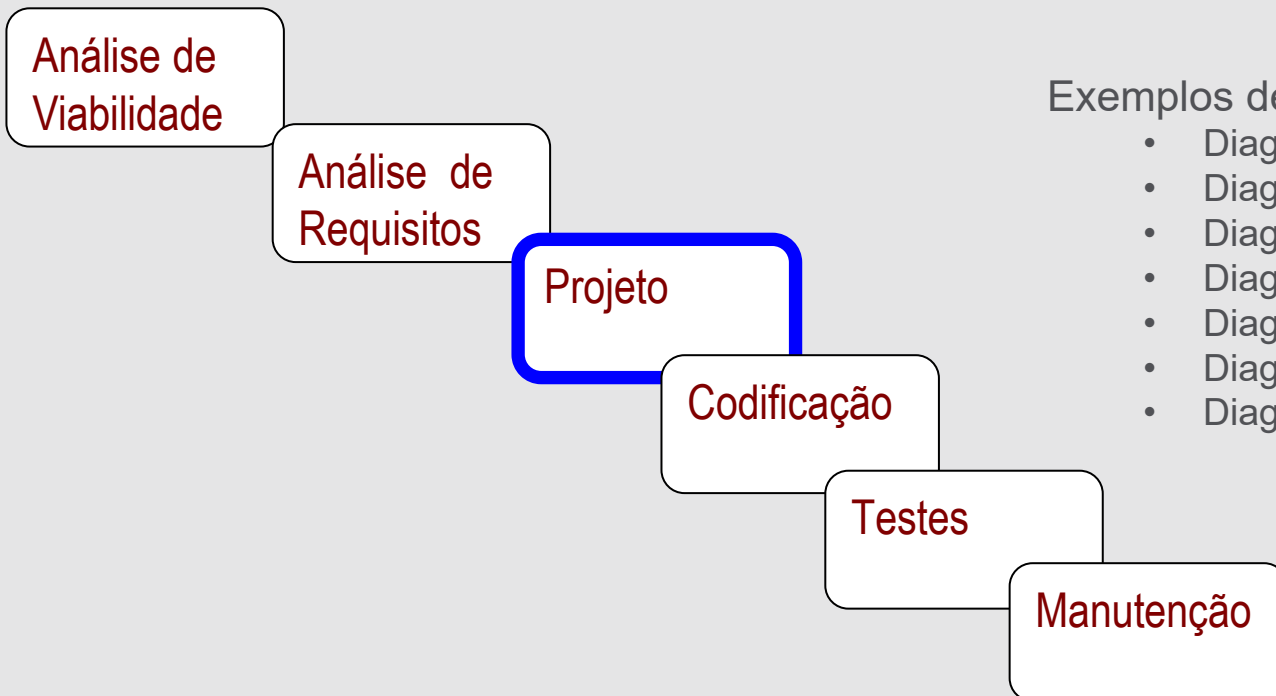 Análise de
Viabilidade
Análise de
Requisitos
Projeto
Codificação
Testes
Manutenção
Exemplos de
Diag
Diag
Diag
Diag
Diag
Diag
Diag